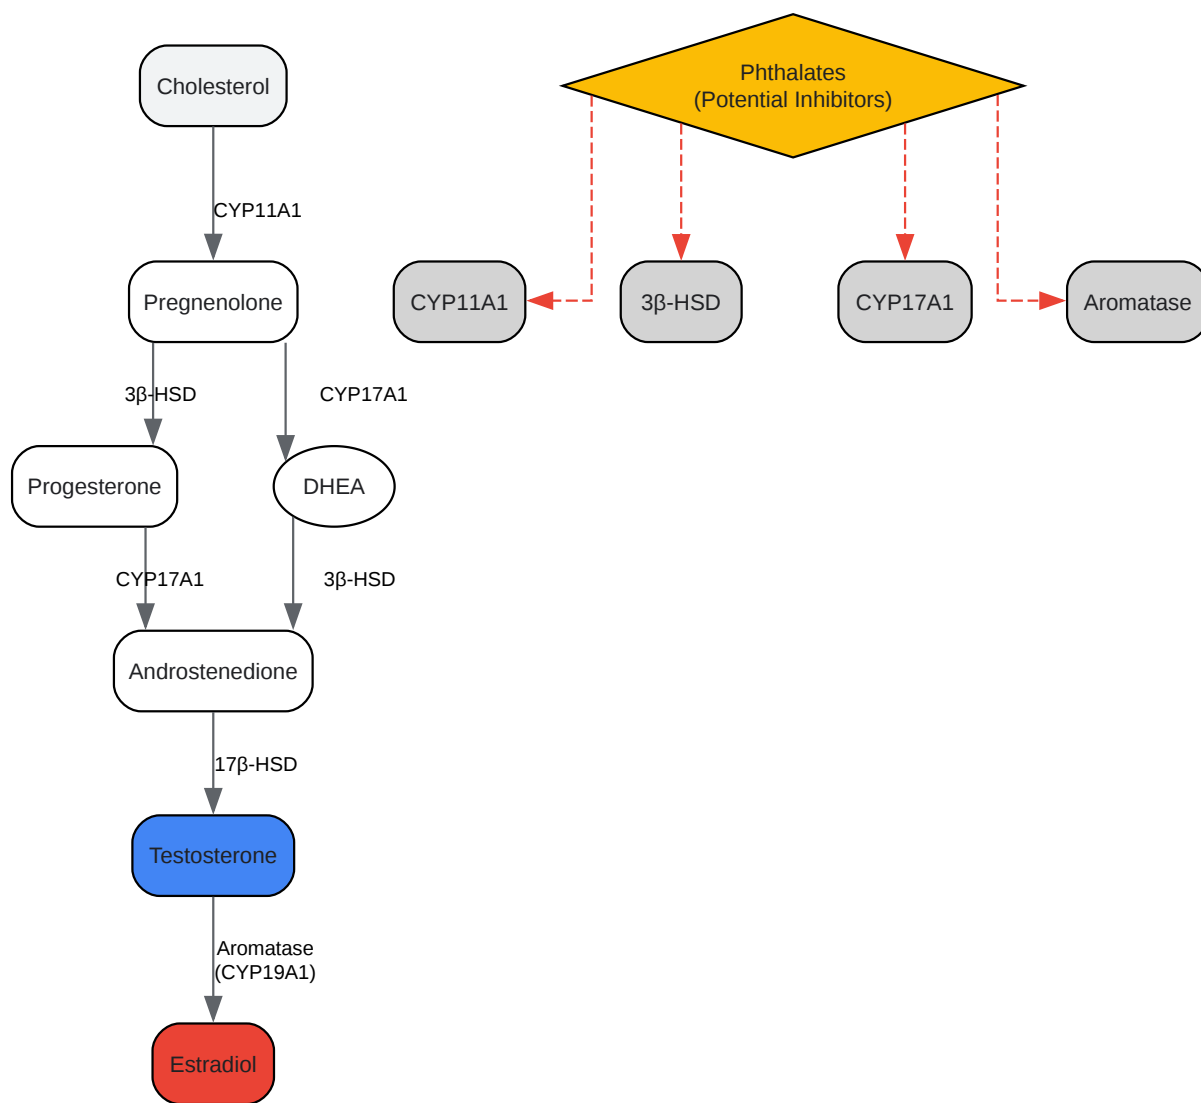 Cholesterol
Phthalates
(Potential Inhibitors)
CYP11A1
Pregnenolone
CYP11A1
3β-HSD
CYP17A1
Aromatase
3β-HSD
CYP17A1
Progesterone
DHEA
CYP17A1
3β-HSD
Androstenedione
17β-HSD
Testosterone
Aromatase
(CYP19A1)
Estradiol